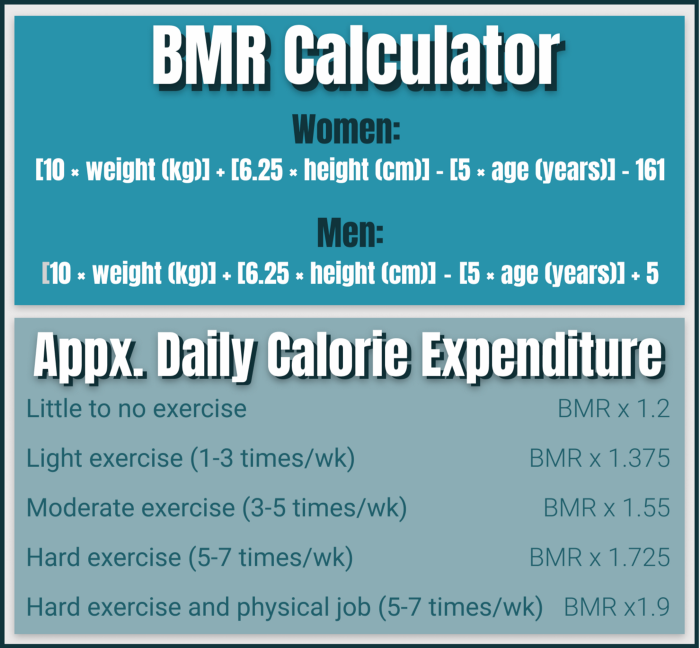 BMR Calculator
Women:
[10 × weight (kg)] + [6.25 × height (cm)] - [5 × age (years)] - 161
Men:
[10 × weight (kg)] + [6.25 × height (cm)] - [5 × age (years)] + 5
Appx. Daily Calorie Expenditure
Little to no exercise BMR x 1.2
Light exercise (1-3 times/wk) BMR x 1.375
Moderate exercise (3-5 times/wk) BMR x 1.55
Hard exercise (5-7 times/wk) BMR x 1.725
Hard exercise and physical job (5-7 times/wk) BMR x1.9